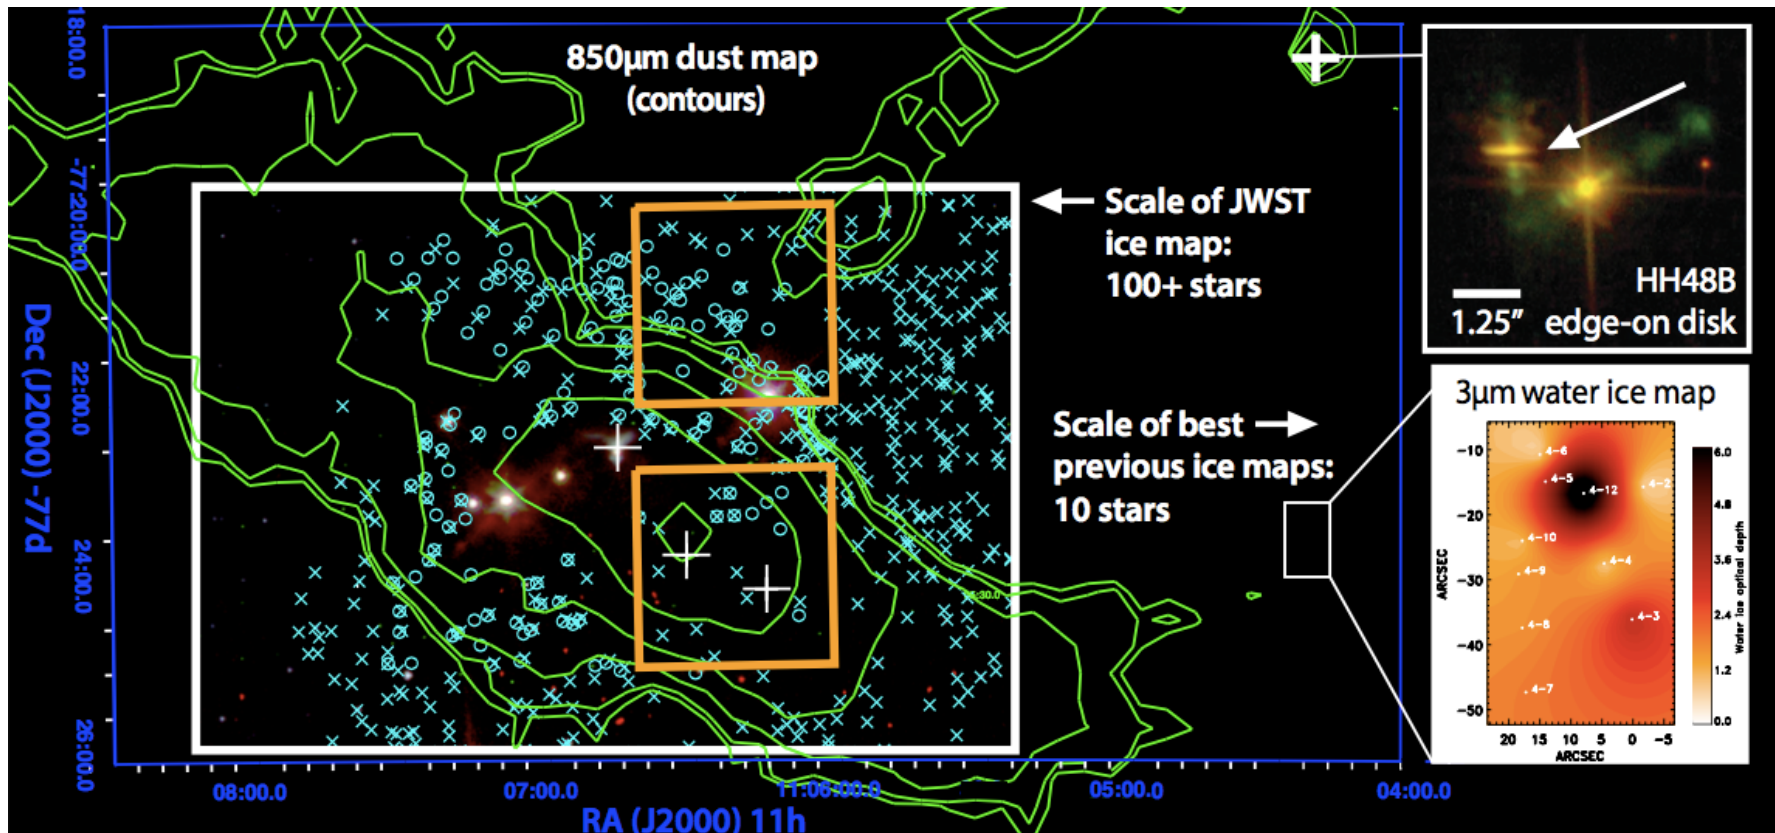 850µm dust map
(contours)
Scale of JWST
ice map:
100+ stars
Scale of best
previous ice maps:
10 stars
HH48B
1.25” edge-on disk
3µm water ice map
-10
-20
-30
-40
-50
ARCSEC
20 15 10 5 0 -5
ARCSEC
4-6
4-5
4-2
4-12
4-10
4-4
4-9
4-8
4-3
4-7
6.0
4.8
3.6
2.4
1.2
0.0
Water ice optical depth
18:00.0
-77:20:00.0
22:00.0
24:00.0
26:00.0
Dec (J2000) -77d
08:00.0 07:00.0 11:06:00.0 05:00.0 04:00.0
RA (J2000) 11h